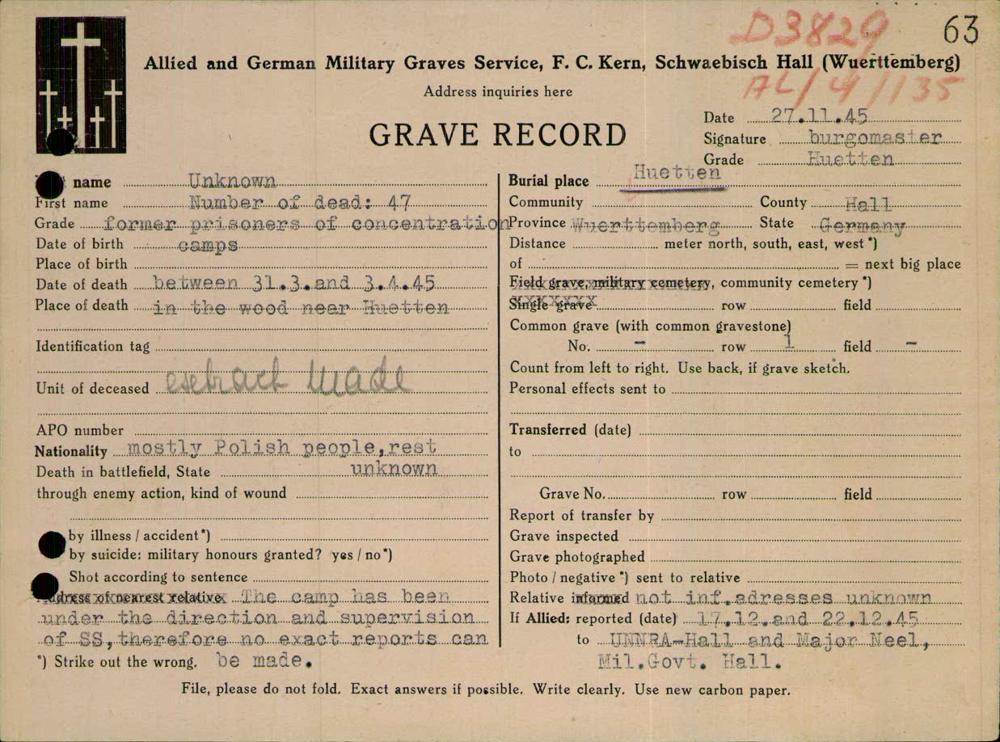 D3829
63
Allied and German Military Graves Service, F. C. Kern, Schwaebisch Hall (Wuerttemberg)
Address inquiries here
AL/4/135
GRAVE RECORD
Date 27.11.45
Signature burgomaster
Grade Huetten
name Unknown
First name Number of dead: 47
Grade former prisoners of concentration
Date of birth camps
Place of birth
Date of death between 31.3.and 3.4.45
Place of death in the wood near Huetten
Identification tag
Unit of deceased extract made
APO number
Nationality mostly Polish people,rest
Death in battlefield, State unknown
through enemy action, kind of wound
by illness / accident*)
by suicide: military honours granted? yes / no*)
Shot according to sentence
dress of nearest relative The camp has been
under the direction and supervision
of SS, therefore no exact reports can
*) Strike out the wrong. be made.
Burial place Huetten
Community County Hall
Province Wuerttemberg State Germany
Distance meter north, south, east, west *)
of = next big place
Field grave, military cemetery, community cemetery *)
Single grave row field
Common grave (with common gravestone)
No. - row 1 field -
Count from left to right. Use back, if grave sketch.
Personal effects sent to
Transferred (date)
to
Grave No. row field
Report of transfer by
Grave inspected
Grave photographed
Photo / negative *) sent to relative
Relative informed not inf.adresses unknown
If Allied: reported (date) 17.12.and 22.12.45
to UNNRA-Hall and Major Neel,
Mil.Govt. Hall.
File, please do not fold. Exact answers if possible. Write clearly. Use new carbon paper.